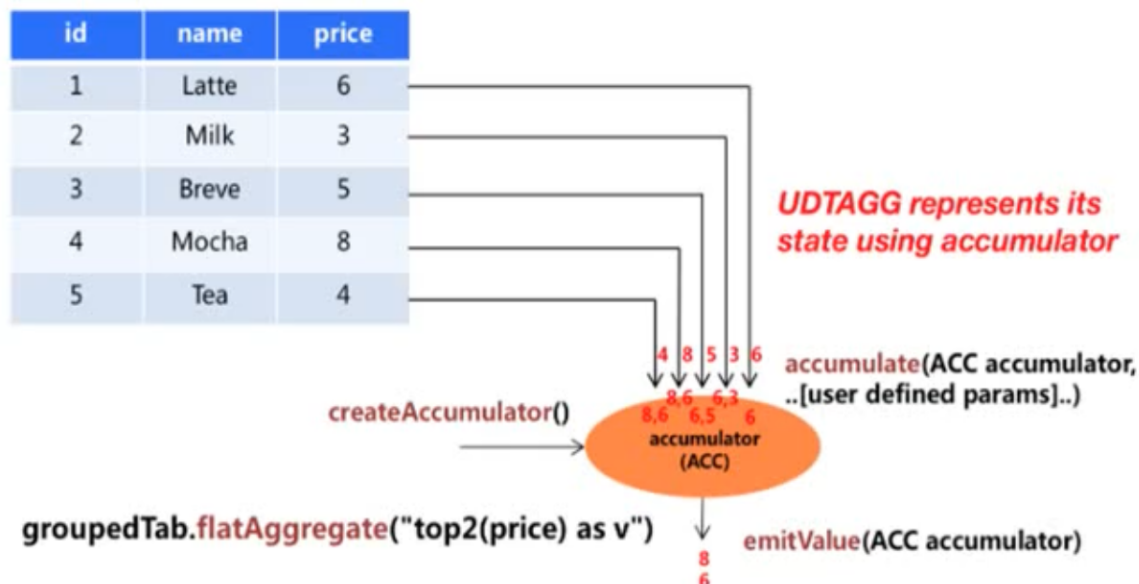 id name price
1 Latte 6
2 Milk 3
3 Breve 5
4 Mocha 8
5 Tea 4
UDTAGG represents its
state using accumulator
4 8 5 3 6
accumulate(ACC accumulator,
..[user defined params]..)
createAccumulator()
8,6 6,3
8,6 6,5 6
accumulator
(ACC)
groupedTab.flatAggregate("top2(price) as v")
emitValue(ACC accumulator)
8
6